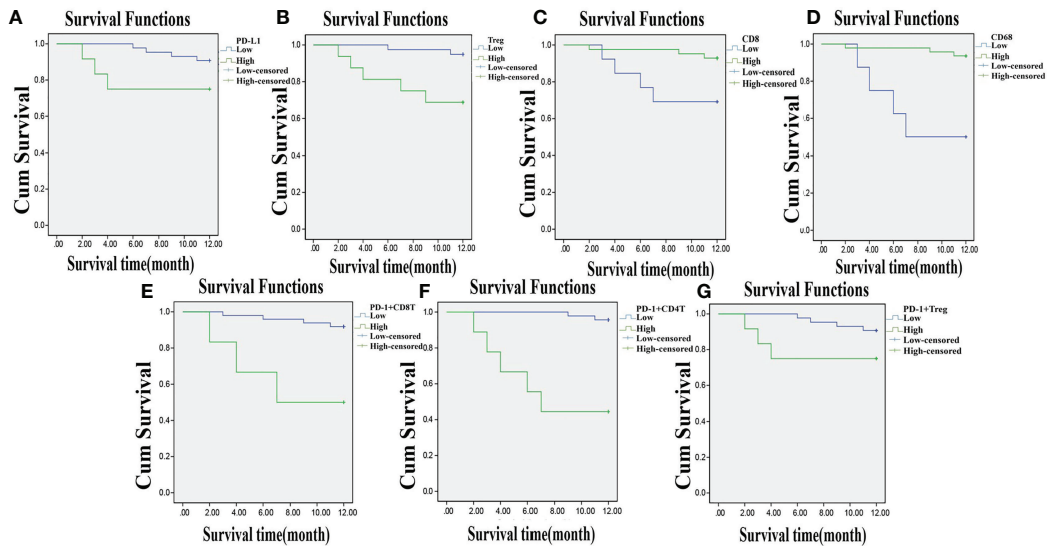 A
Survival Functions
PD-L1
Low
High
Low-censored
High-censored
Cum Survival
1.0
0.8
0.6
0.4
0.2
0.0
.00 2.00 4.00 6.00 8.00 10.00 12.00
Survival time(month)
B
Survival Functions
Treg
Low
High
Low-censored
High-censored
Cum Survival
1.0
0.8
0.6
0.4
0.2
0.0
.00 2.00 4.00 6.00 8.00 10.00 12.00
Survival time(month)
C
Survival Functions
CD8
Low
High
Low-censored
High-censored
Cum Survival
1.0
0.8
0.6
0.4
0.2
0.0
.00 2.00 4.00 6.00 8.00 10.00 12.00
Survival time(month)
D
Survival Functions
CD68
Low
High
Low-censored
High-censored
Cum Survival
1.0
0.8
0.6
0.4
0.2
0.0
.00 2.00 4.00 6.00 8.00 10.00 12.00
Survival time(month)
E
Survival Functions
PD-1+CD8T
Low
High
Low-censored
High-censored
Cum Survival
1.0
0.8
0.6
0.4
0.2
0.0
.00 2.00 4.00 6.00 8.00 10.00 12.00
Survival time(month)
F
Survival Functions
PD-1+CD4T
Low
High
Low-censored
High-censored
Cum Survival
1.0
0.8
0.6
0.4
0.2
0.0
.00 2.00 4.00 6.00 8.00 10.00 12.00
Survival time(month)
G
Survival Functions
PD-1+Treg
Low
High
Low-censored
High-censored
Cum Survival
1.0
0.8
0.6
0.4
0.2
0.0
.00 2.00 4.00 6.00 8.00 10.00 12.00
Survival time(month)